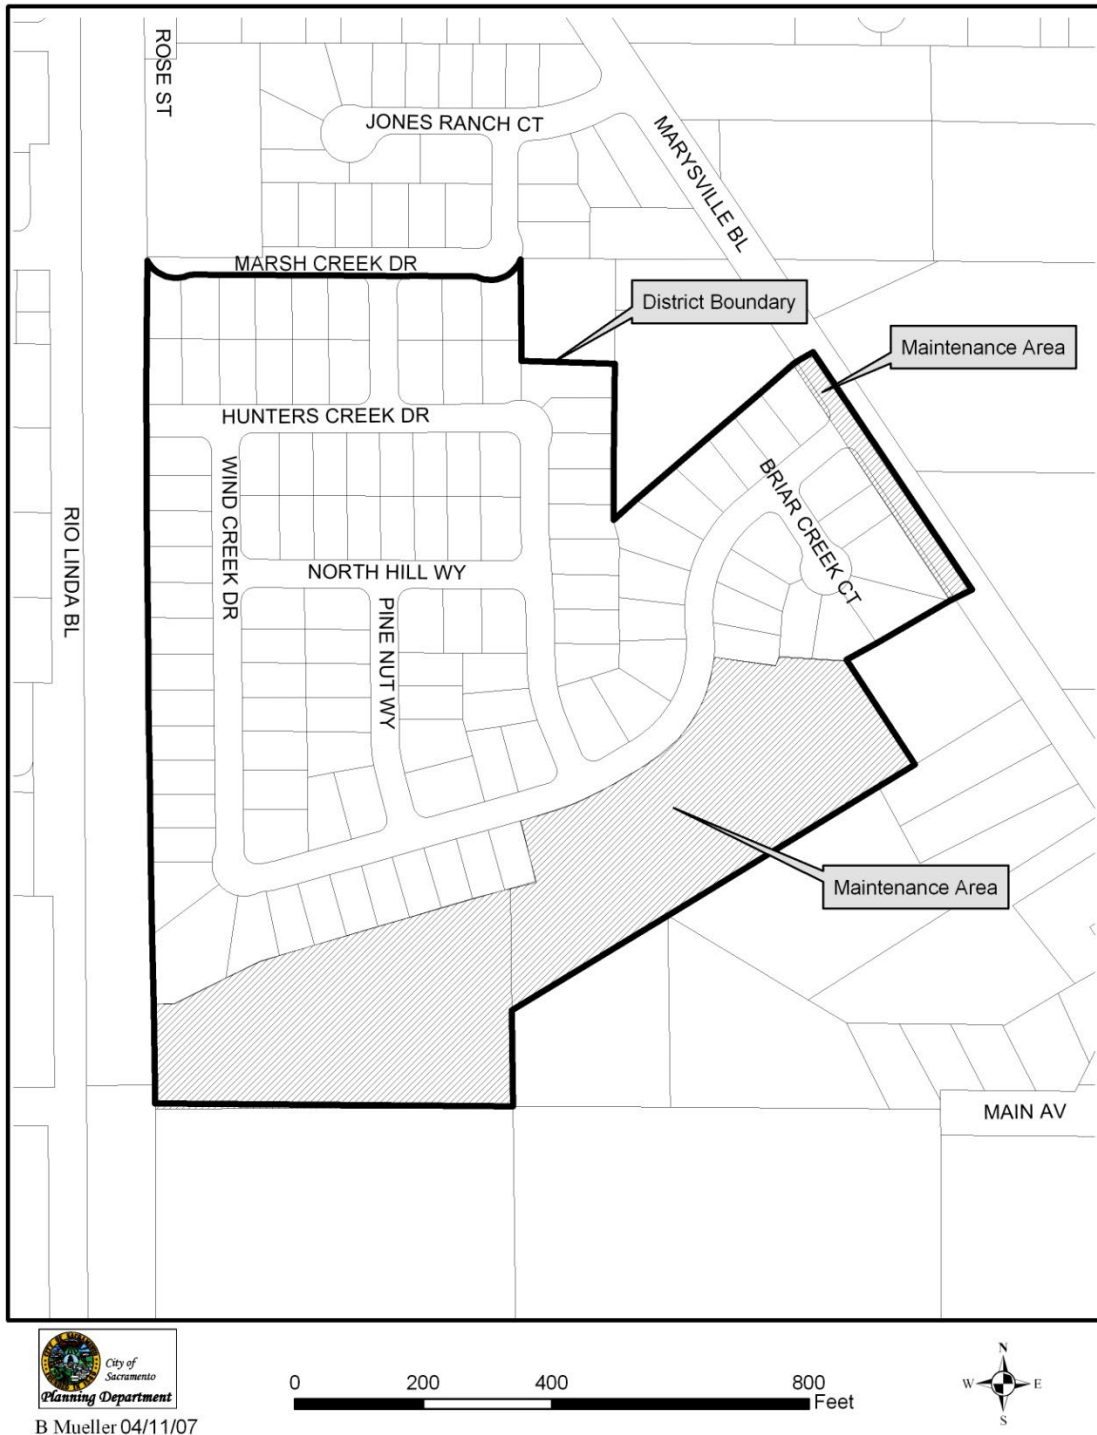 ROSE ST
JONES RANCH CT
MARYSVILLE BL
MARSH CREEK DR
District Boundary
Maintenance Area
HUNTERS CREEK DR
WIND CREEK DR
BRIAR CREEK CT
RIO LINDA BL
NORTH HILL WY
PINE NUT WY
Maintenance Area
MAIN AV
City of
Sacramento
Planning Department
B Mueller 04/11/07
0 200 400 800
Feet
N
W E
S